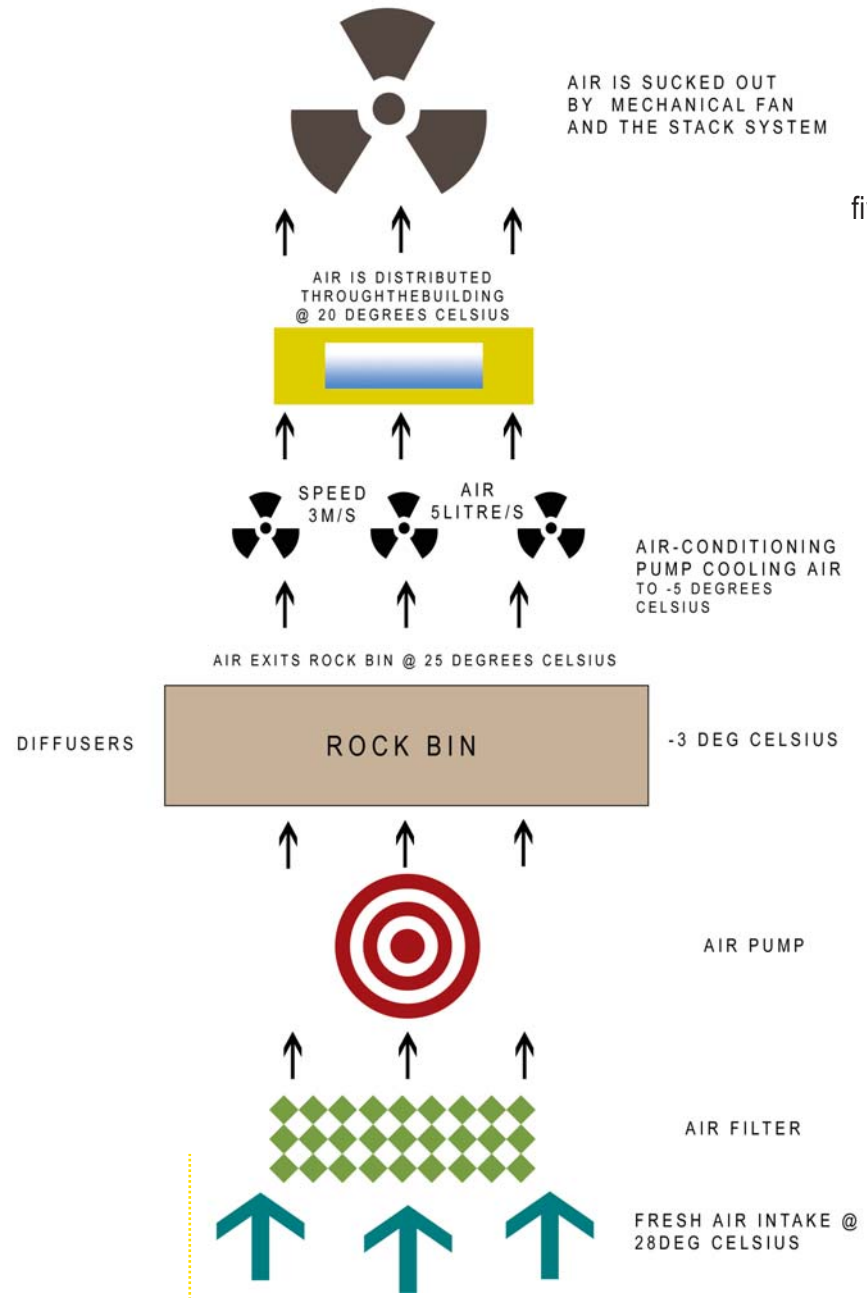 AIR IS SUCKED OUT
BY MECHANICAL FAN
AND THE STACK SYSTEM
fi
AIR IS DISTRIBUTED
THROUGHTHEBUILDING
@ 20 DEGREES CELSIUS
SPEED
3M/S
AIR
5LITRE/S
AIR-CONDITIONING
PUMP COOLING AIR
TO -5 DEGREES
CELSIUS
AIR EXITS ROCK BIN @ 25 DEGREES CELSIUS
DIFFUSERS
ROCK BIN
-3 DEG CELSIUS
AIR PUMP
AIR FILTER
FRESH AIR INTAKE @
28DEG CELSIUS